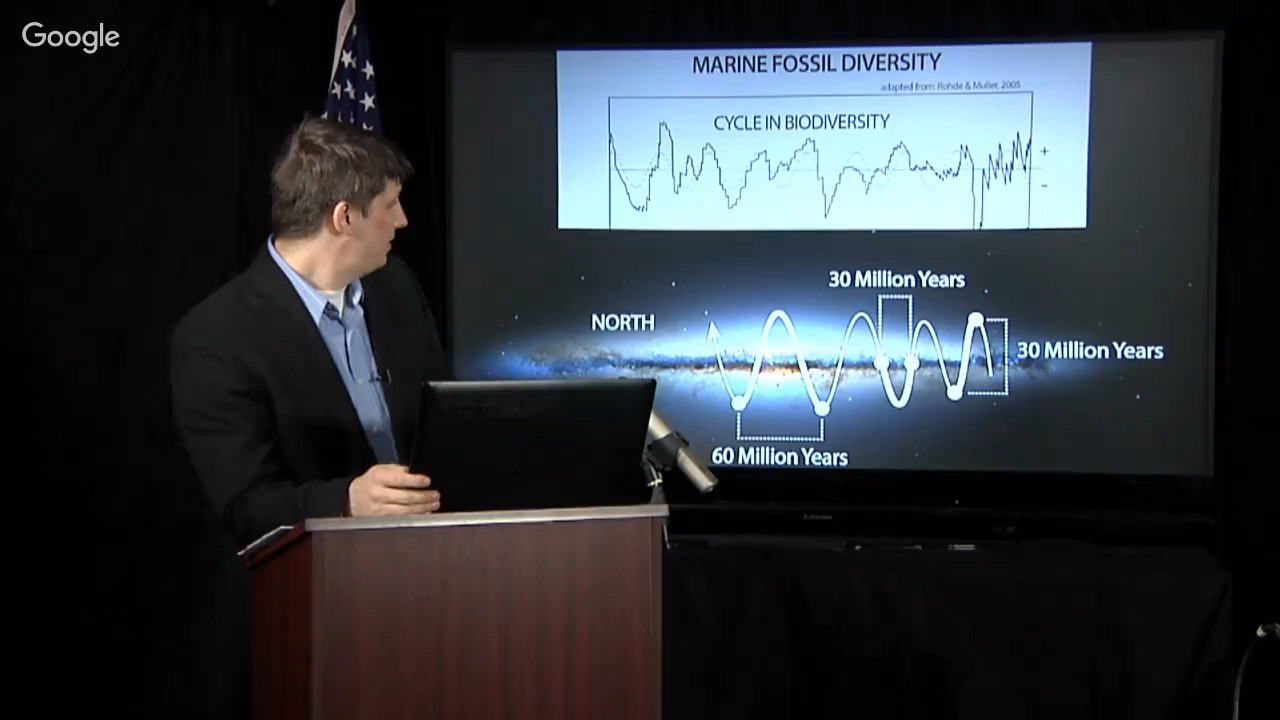 Google
MARINE FOSSIL DIVERSITY
adapted from: Rohde & Muller, 2005
CYCLE IN BIODIVERSITY
+
-
30 Million Years
NORTH
30 Million Years
60 Million Years